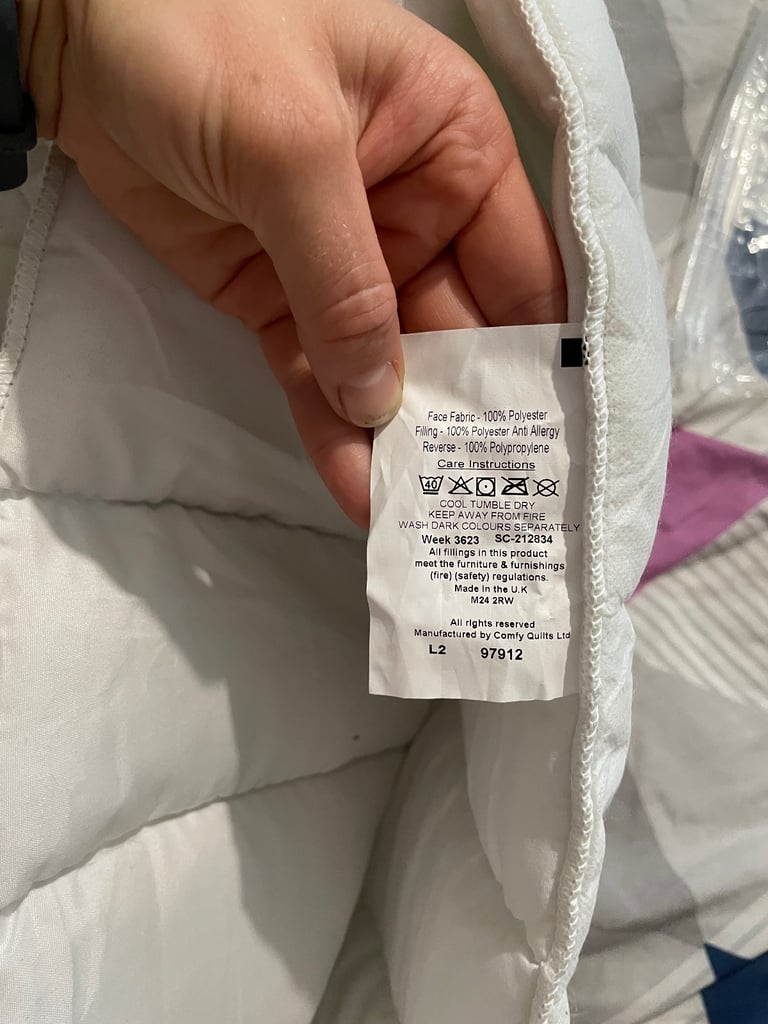 Face Fabric - 100% Polyester
Filling - 100% Polyester Anti Allergy
Reverse - 100% Polypropylene
Care Instructions
40
COOL TUMBLE DRY
KEEP AWAY FROM FIRE
WASH DARK COLOURS SEPARATELY
Week 3623 SC-212834
All fillings in this product
meet the furniture & furnishings
(fire) (safety) regulations.
Made in the U.K
M24 2RW
All rights reserved
Manufactured by Comfy Quilts Ltd
L2 97912